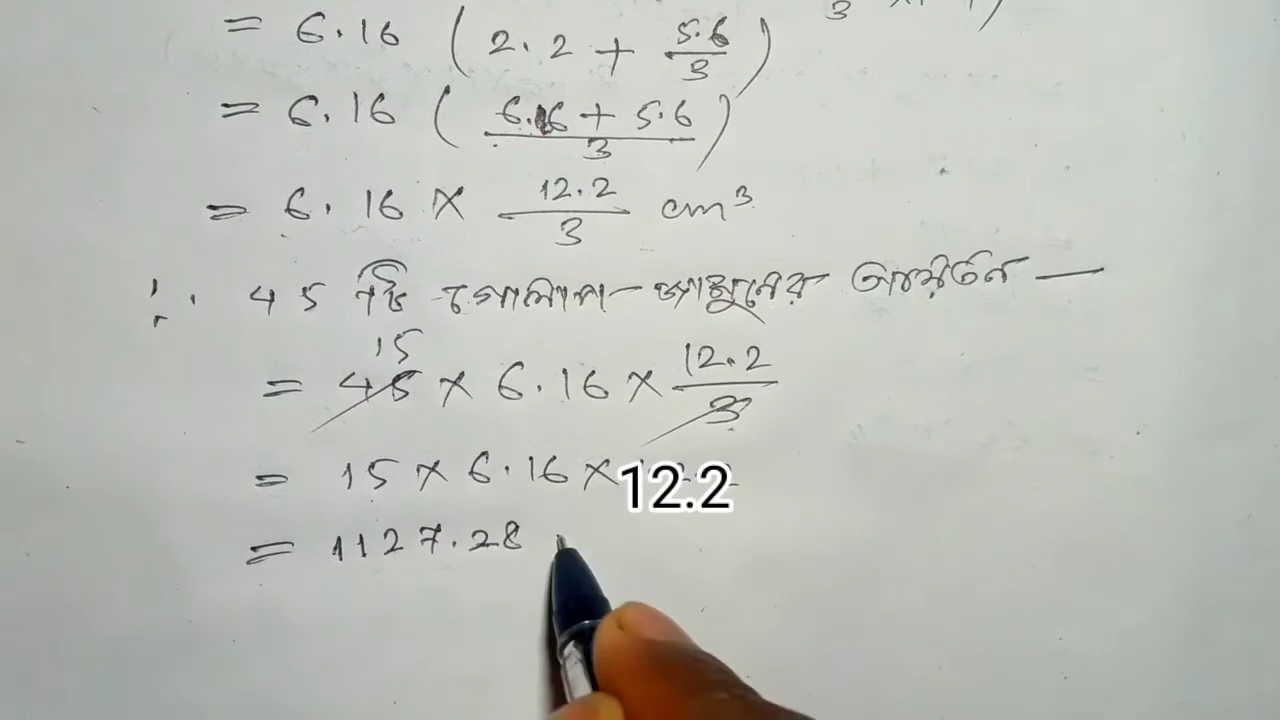 = 6.16 ( 2.2 + 5.6/3 )
= 6.16 ( 6.6 + 5.6 / 3 )
= 6.16 × 12.2/3 cm³
∴ 45 টি গোলাপ-জামুনের আয়তন —
15
= 45 × 6.16 × 12.2/3
= 15 × 6.16 × 12.2
= 1127.28